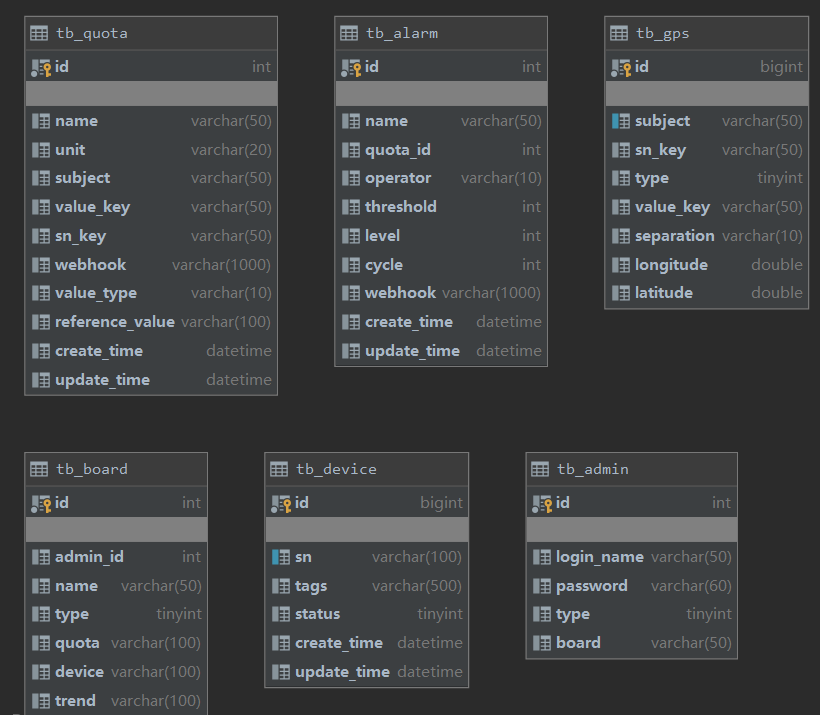 tb_quota
id int
name varchar(50)
unit varchar(20)
subject varchar(50)
value_key varchar(50)
sn_key varchar(50)
webhook varchar(1000)
value_type varchar(10)
reference_value varchar(100)
create_time datetime
update_time datetime
tb_alarm
id int
name varchar(50)
quota_id int
operator varchar(10)
threshold int
level int
cycle int
webhook varchar(1000)
create_time datetime
update_time datetime
tb_gps
id bigint
subject varchar(50)
sn_key varchar(50)
type tinyint
value_key varchar(50)
separation varchar(10)
longitude double
latitude double
tb_board
id int
admin_id int
name varchar(50)
type tinyint
quota varchar(100)
device varchar(100)
trend varchar(100)
tb_device
id bigint
sn varchar(100)
tags varchar(500)
status tinyint
create_time datetime
update_time datetime
tb_admin
id int
login_name varchar(50)
password varchar(60)
type tinyint
board varchar(50)